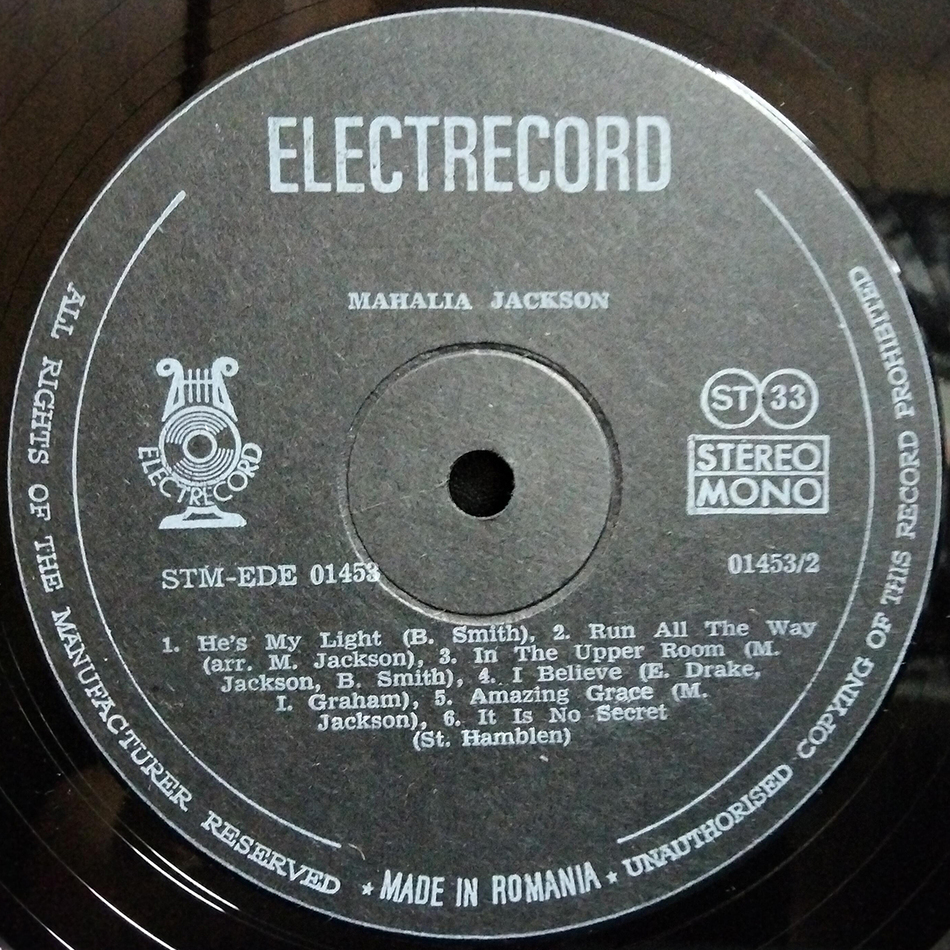 ELECTRECORD
MAHALIA JACKSON
ELECTRECORD
ST 33
STEREO
MONO
STM-EDE 01453
01453/2
1. He's My Light (B. Smith), 2. Run All The Way
(arr. M. Jackson), 3. In The Upper Room (M.
Jackson, B. Smith), 4. I Believe (E. Drake,
I. Graham), 5. Amazing Grace (M.
Jackson), 6. It Is No Secret
(St. Hamblen)
ALL RIGHTS OF THE MANUFACTURER RESERVED ★ MADE IN ROMANIA ★ UNAUTHORISED COPYING OF THIS RECORD PROHIBITED